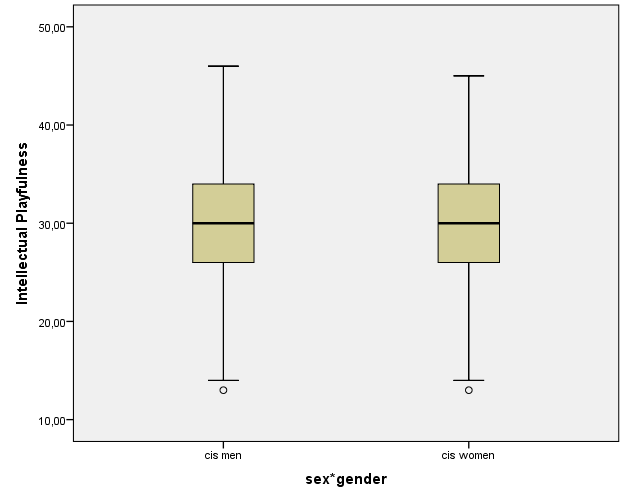 50,00
40,00
30,00
20,00
10,00
Intellectual Playfulness
cis men
cis women
sex*gender